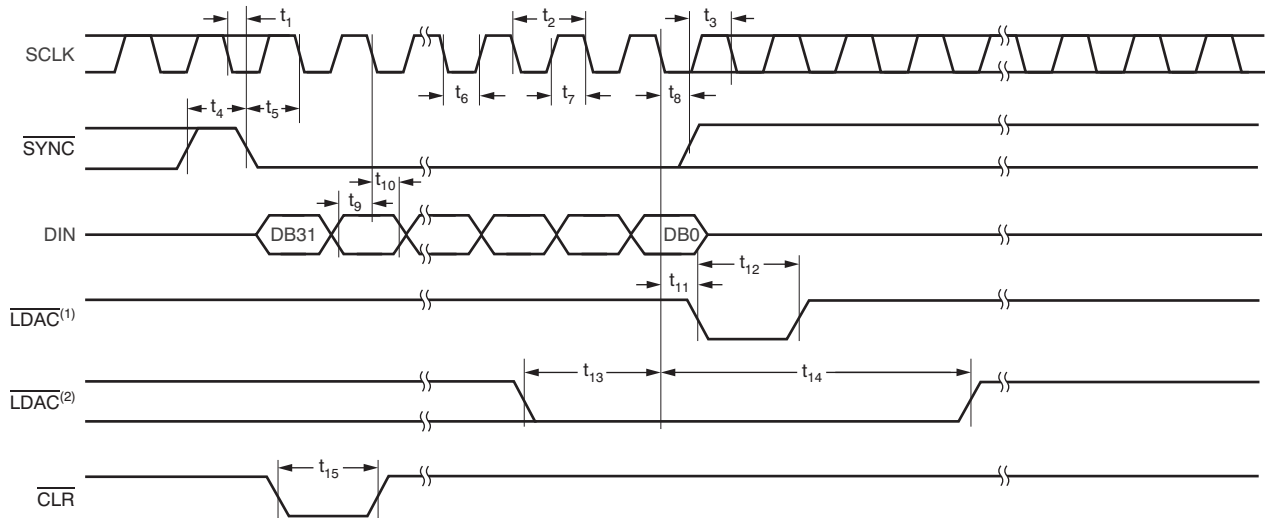 t1
t2
t3
SCLK
t6
t7
t8
t4
t5
SYNC
t10
t9
DIN
DB31
DB0
t12
t11
LDAC(1)
t13
t14
LDAC(2)
t15
CLR